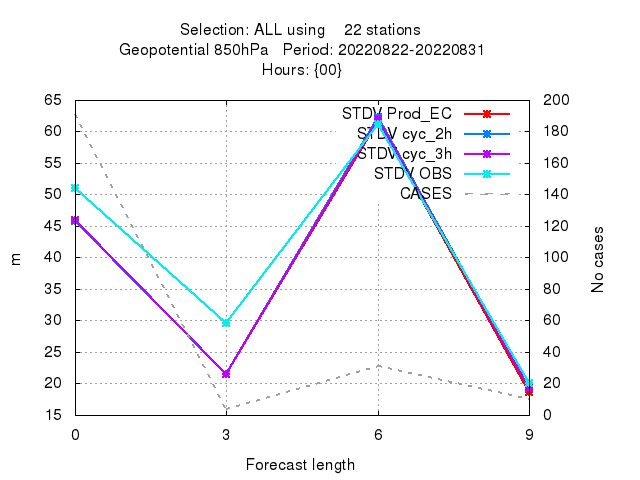 Selection: ALL using    22 stations
Geopotential 850hPa   Period: 20220822-20220831
Hours: {00}
65 200
60 180
55 160
50 140
45 120
40 100
35 80
30 60
25 40
20 20
15 0
STDV Prod_EC
STDV cyc_2h
STDV cyc_3h
STDV OBS
CASES
m
No cases
0 3 6 9
Forecast length